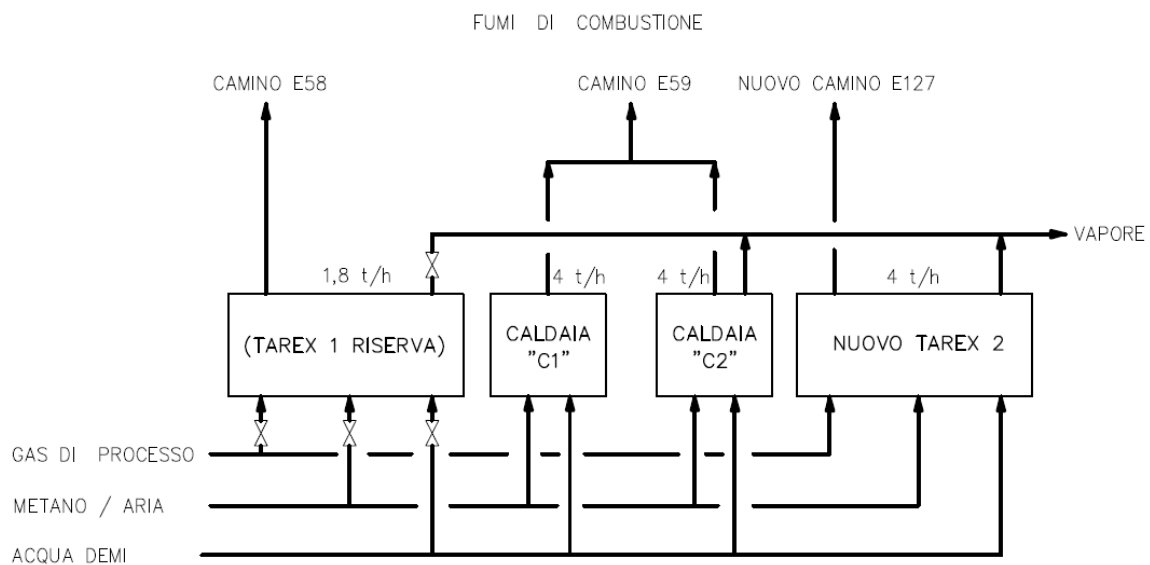 FUMI DI COMBUSTIONE
CAMINO E58
CAMINO E59
NUOVO CAMINO E127
VAPORE
1,8 t/h
4 t/h
4 t/h
4 t/h
(TAREX 1 RISERVA)
CALDAIA
"C1"
CALDAIA
"C2"
NUOVO TAREX 2
GAS DI PROCESSO
METANO / ARIA
ACQUA DEMI